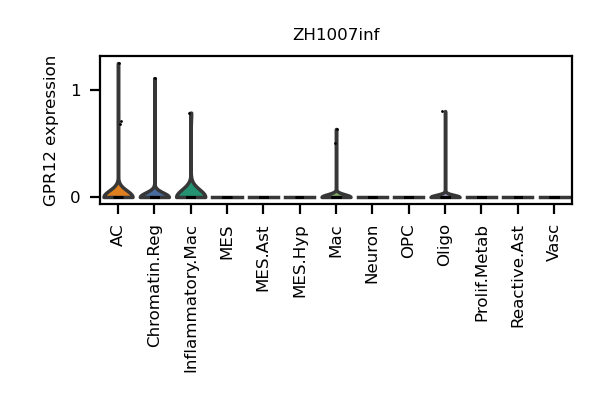 ZH1007inf
GPR12 expression
1
0
AC
Chromatin.Reg
Inflammatory.Mac
MES
MES.Ast
MES.Hyp
Mac
Neuron
OPC
Oligo
Prolif.Metab
Reactive.Ast
Vasc